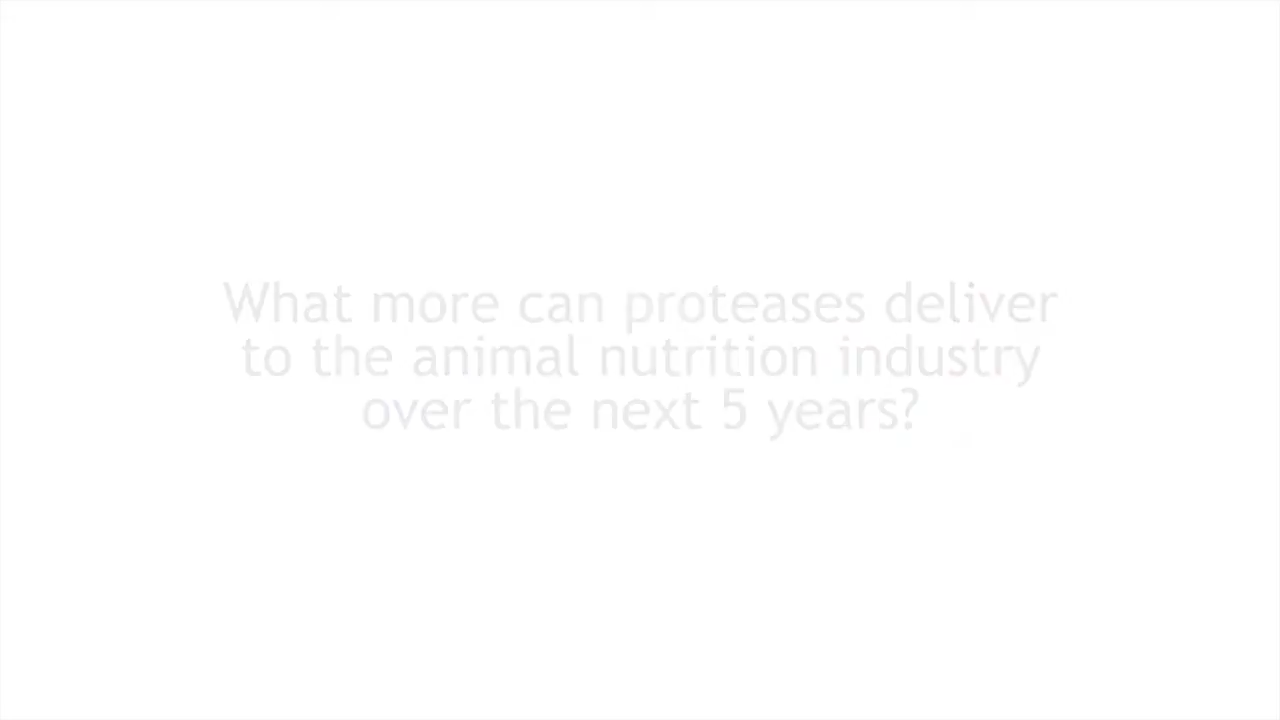 What more can proteases deliver
to the animal nutrition industry
over the next 5 years?